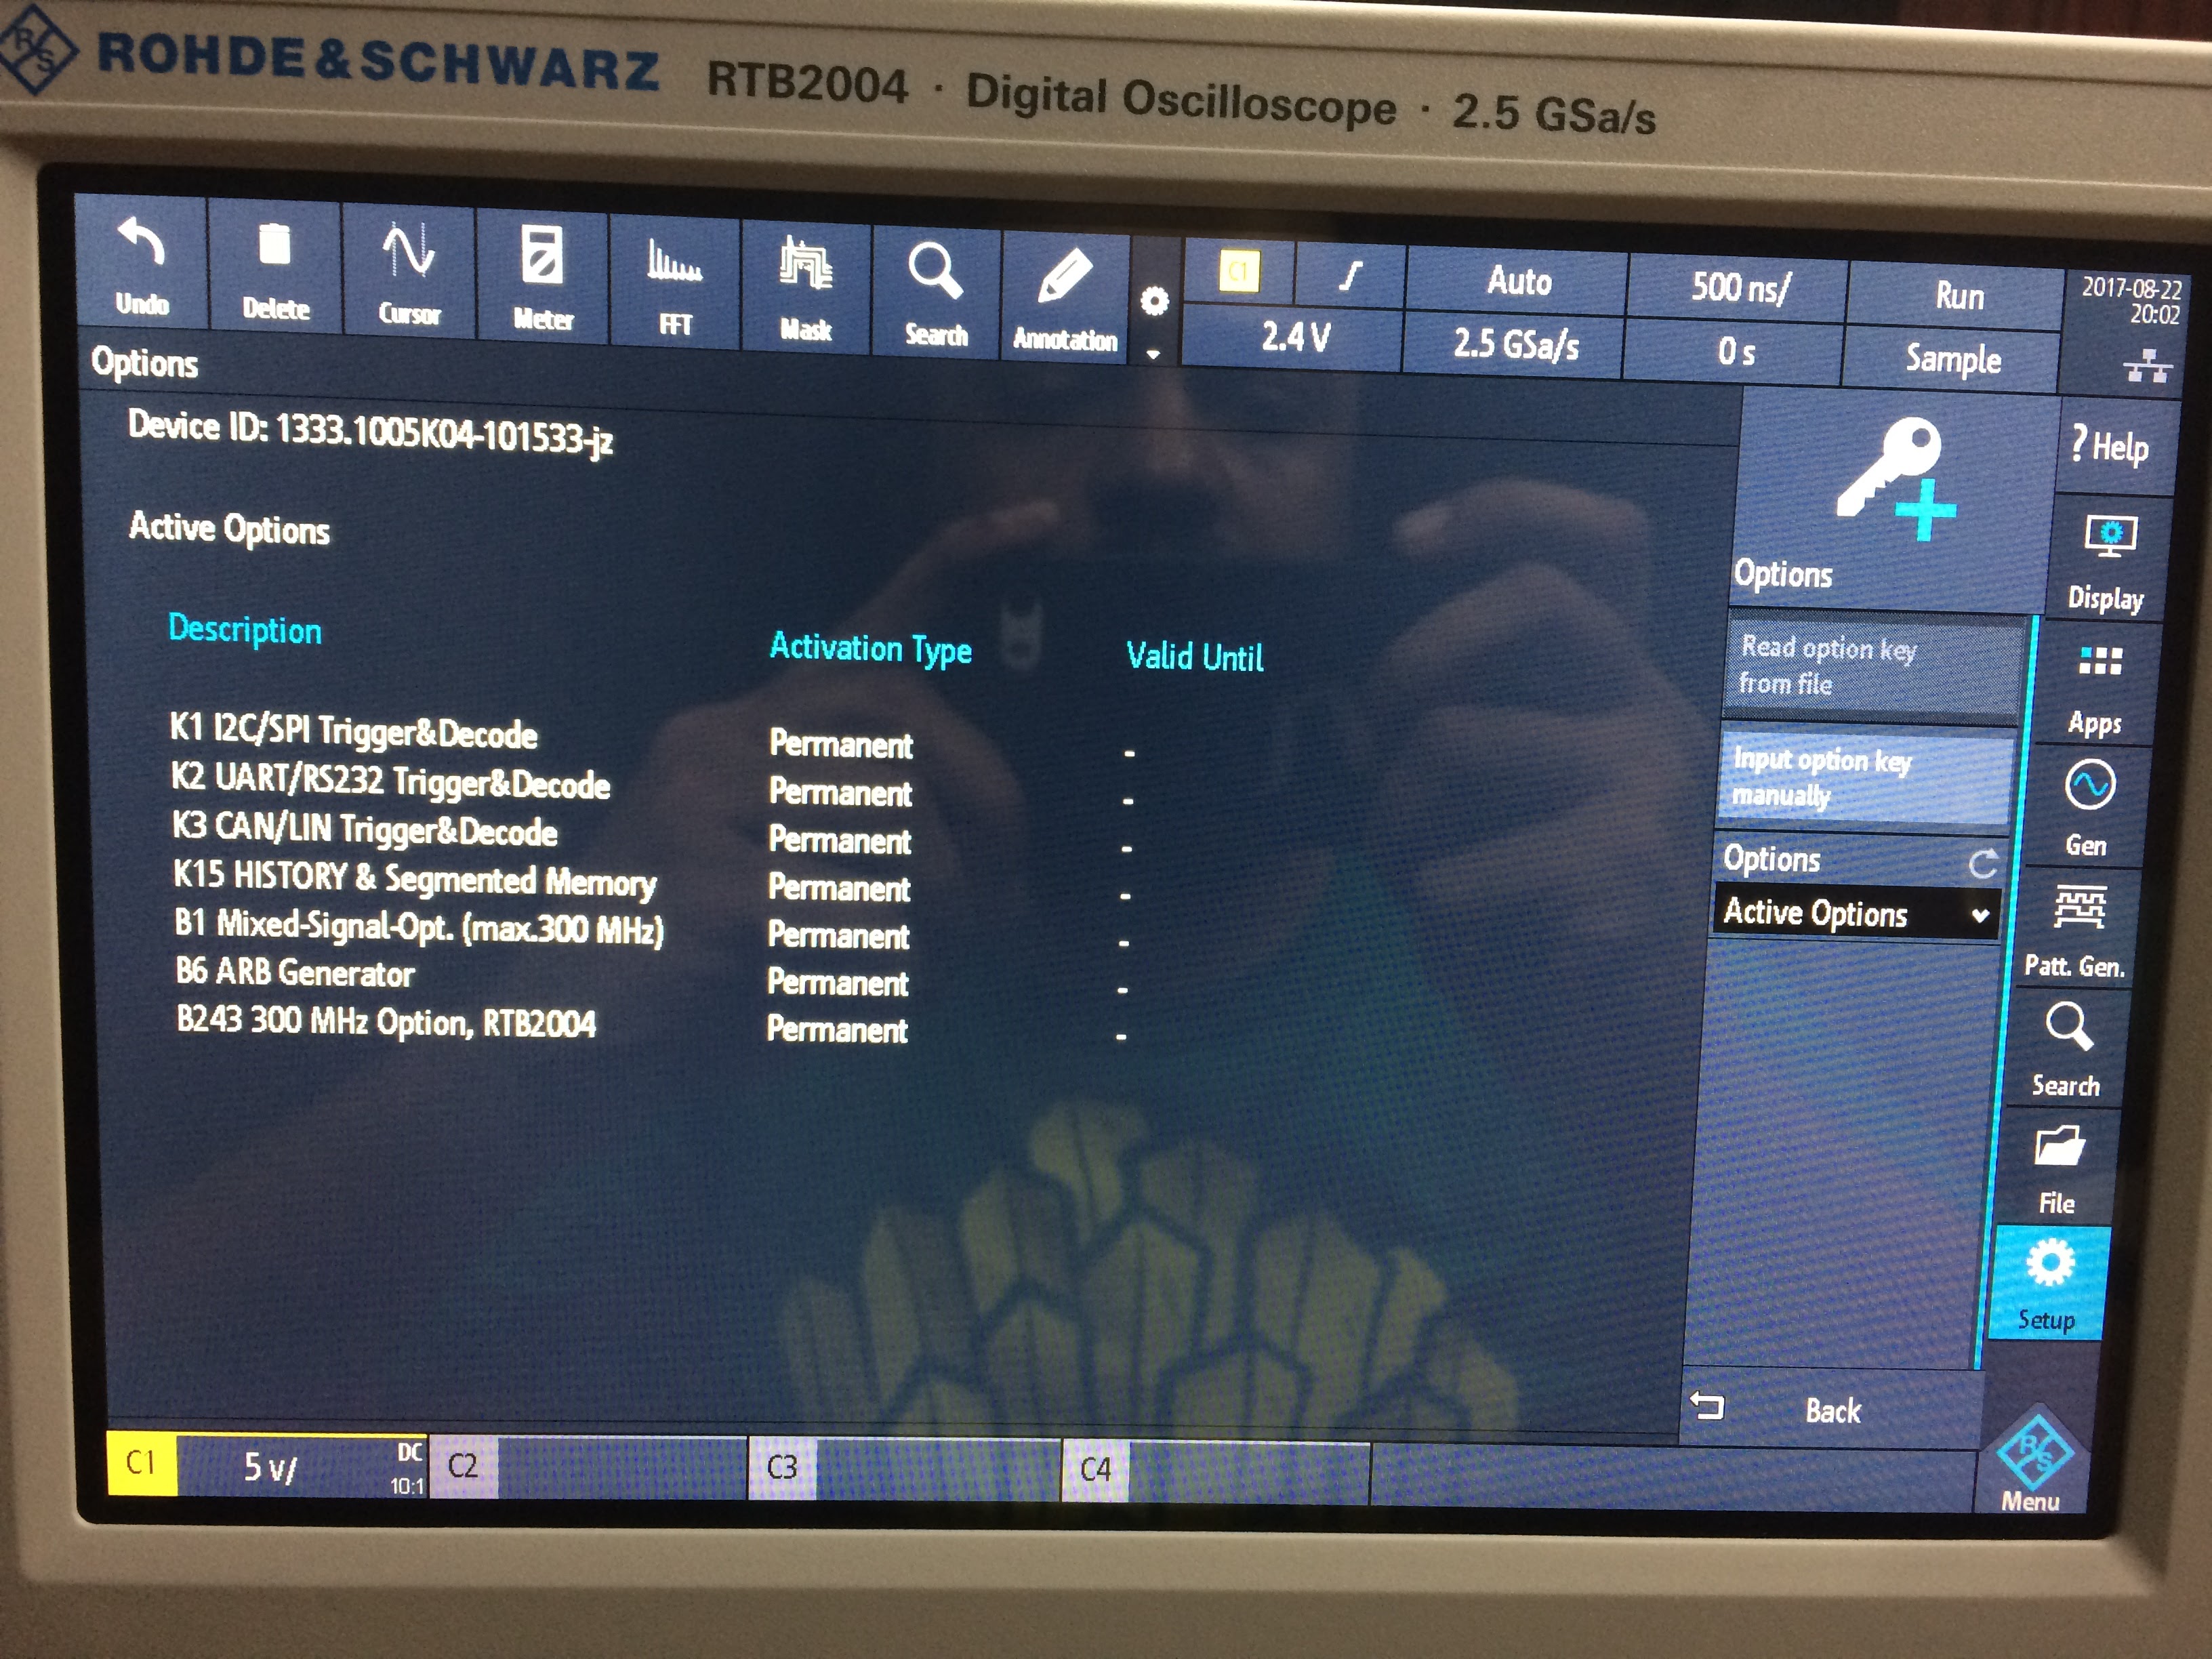 ROHDE&SCHWARZ RTB2004 · Digital Oscilloscope · 2.5 GSa/s
Undo Delete Cursor Meter FFT Mask Search Annotation
C1 Auto 500 ns/ Run
2.4 V 2.5 GSa/s 0 s Sample
2017-08-22
20:02
Options
Device ID: 1333.1005K04-101533-jz
Active Options
Description Activation Type Valid Until
K1 I2C/SPI Trigger&Decode Permanent -
K2 UART/RS232 Trigger&Decode Permanent -
K3 CAN/LIN Trigger&Decode Permanent -
K15 HISTORY & Segmented Memory Permanent -
B1 Mixed-Signal-Opt. (max.300 MHz) Permanent -
B6 ARB Generator Permanent -
B243 300 MHz Option, RTB2004 Permanent -
Options
Read option key
from file
Input option key
manually
Options
Active Options
Back
? Help
Display
Apps
Gen
Patt. Gen.
Search
File
Setup
R&S
Menu
C1 5 v/ DC
10:1
C2
C3
C4